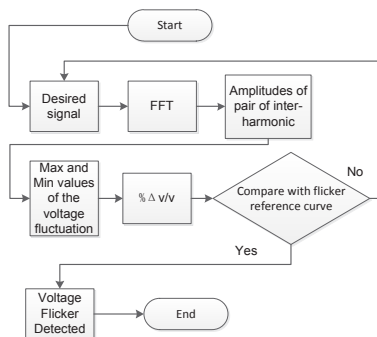 Start
Desired
signal
FFT
Amplitudes of
pair of inter-
harmonic
Max and
Min values
of the
voltage
fluctuation
% Δ v/v
Compare with flicker
reference curve
No
Yes
Voltage
Flicker
Detected
End